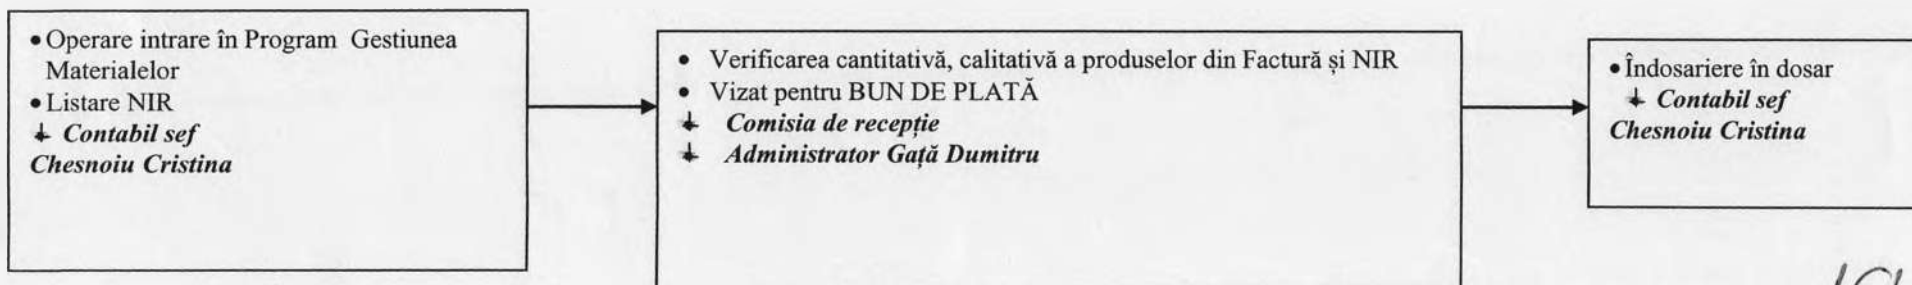 • Operare intrare în Program Gestiunea
Materialelor
• Listare NIR
Contabil sef
Chesnoiu Cristina
• Verificarea cantitativă, calitativă a produselor din Factură și NIR
• Vizat pentru BUN DE PLATĂ
Comisia de recepție
Administrator Gață Dumitru
• Îndosariere în dosar
Contabil sef
Chesnoiu Cristina